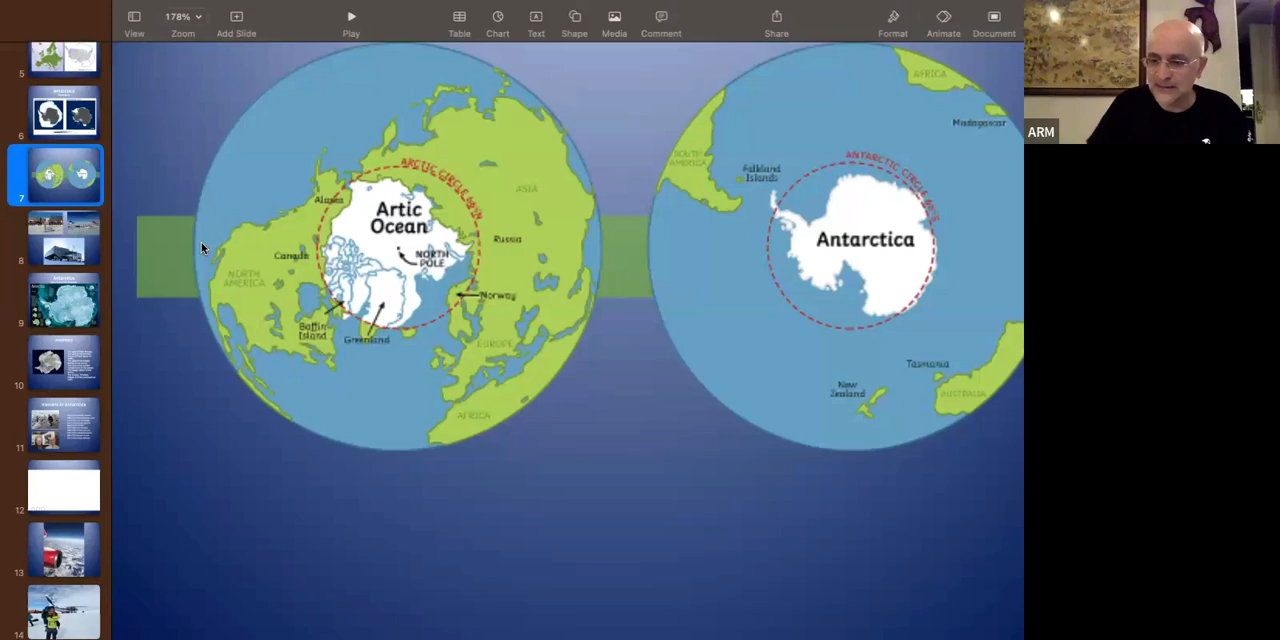 178%
View
Zoom
Add Slide
Play
Table
Chart
Text
Shape
Media
Comment
Share
Format
Animate
Document
5
6
7
8
9
10
11
12
13
14
ARCTIC CIRCLE
Alaska
Artic
Ocean
ASIA
Canada
NORTH
POLE
Russia
NORTH
AMERICA
Norway
Baffin
Island
Greenland
EUROPE
AFRICA
AFRICA
Madagascar
SOUTH
AMERICA
Falkland
Islands
ANTARCTIC CIRCLE
Antarctica
Tasmania
New
Zealand
AUSTRALIA
ARM